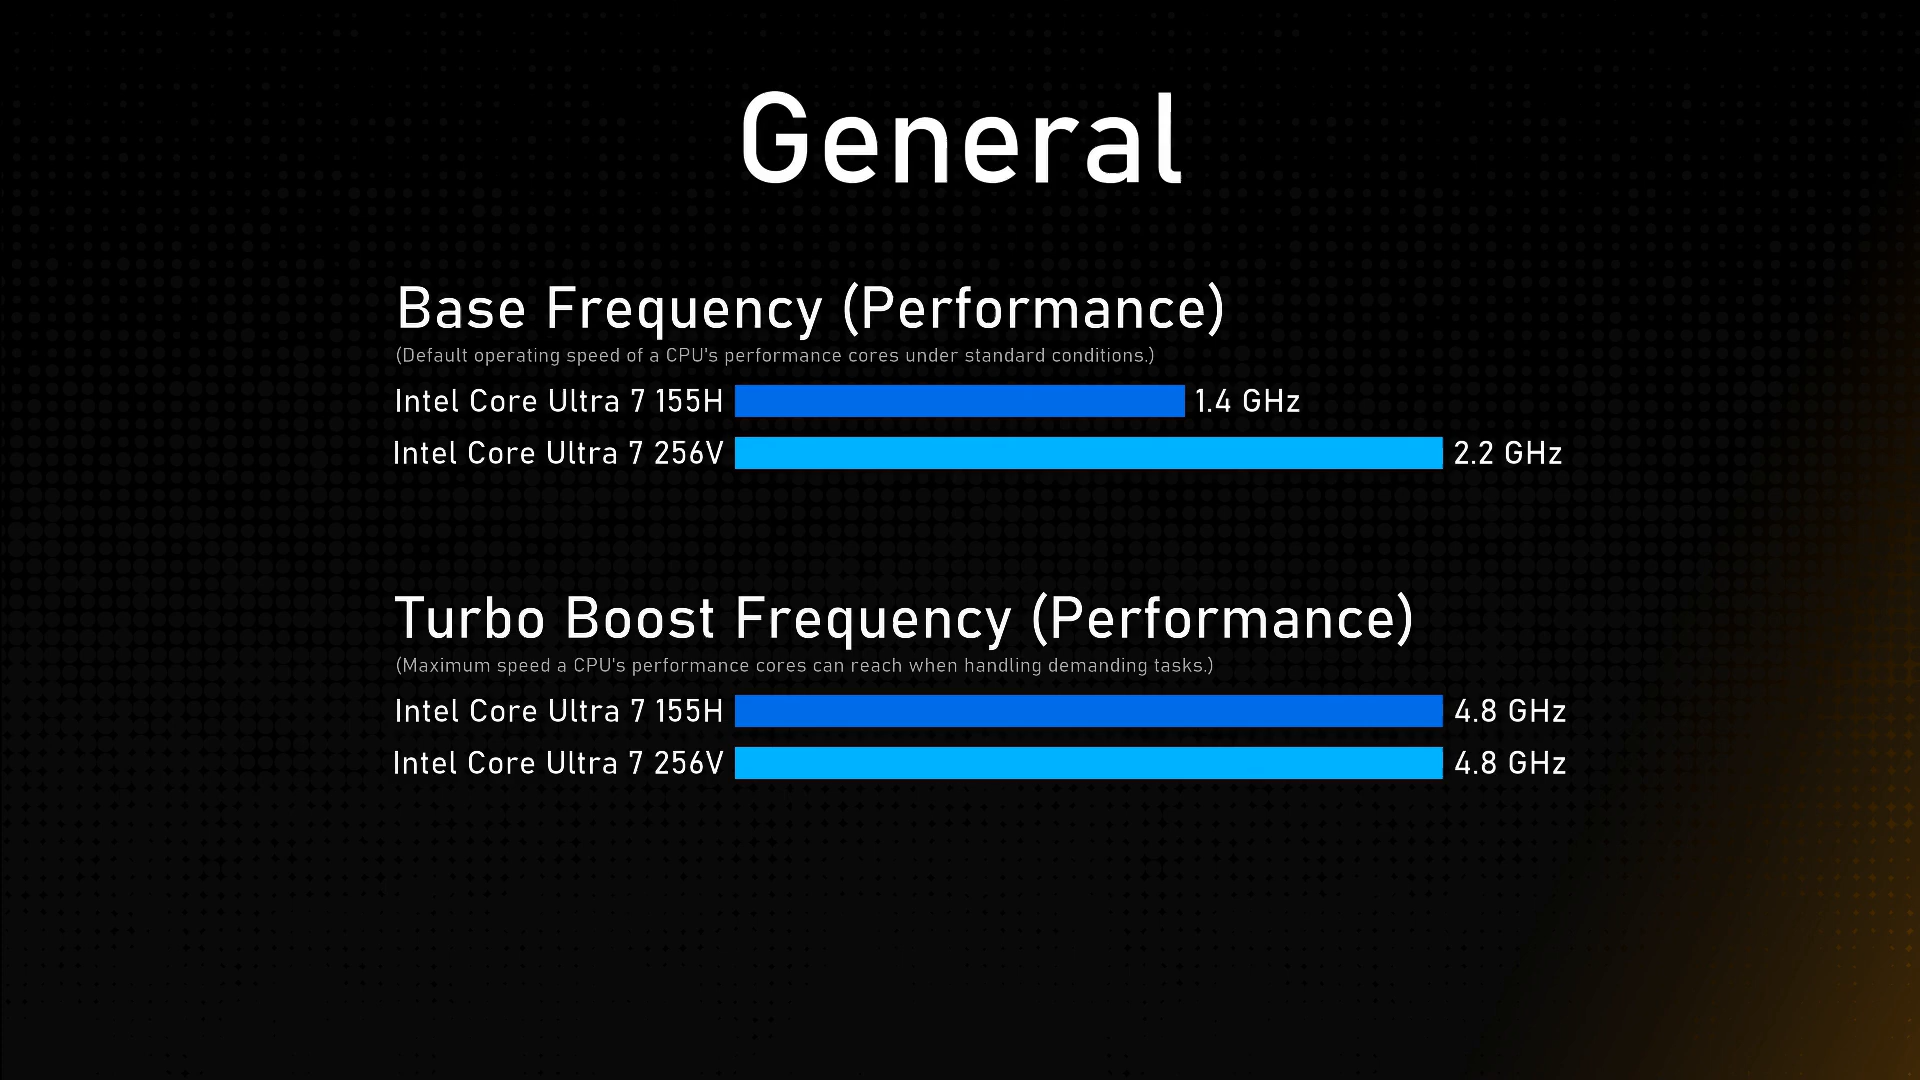 General
Base Frequency (Performance)
(Default operating speed of a CPU's performance cores under standard conditions.)
Intel Core Ultra 7 155H 1.4 GHz
Intel Core Ultra 7 256V 2.2 GHz
Turbo Boost Frequency (Performance)
(Maximum speed a CPU's performance cores can reach when handling demanding tasks.)
Intel Core Ultra 7 155H 4.8 GHz
Intel Core Ultra 7 256V 4.8 GHz